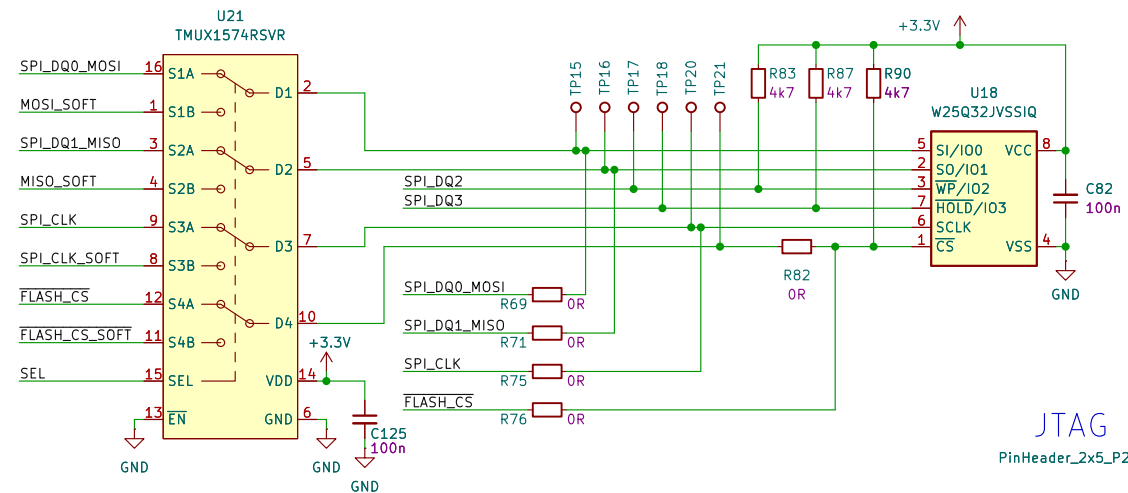 U21
TMUX1574RSVR
SPI_DQ0_MOSI 16 S1A D1 2
MOSI_SOFT 1 S1B
SPI_DQ1_MISO 3 S2A D2 5
MISO_SOFT 4 S2B
SPI_CLK 9 S3A D3 7
SPI_CLK_SOFT 8 S3B
FLASH_CS 12 S4A D4 10
FLASH_CS_SOFT 11 S4B
SEL 15 SEL VDD 14
13 EN GND 6
+3.3V
C125
100n
GND
GND
GND
TP15
TP16
TP17
TP18
TP20
TP21
+3.3V
R83
4k7
R87
4k7
R90
4k7
U18
W25Q32JVSSIQ
5 SI/IO0 VCC 8
2 SO/IO1
SPI_DQ2 3 WP/IO2
SPI_DQ3 7 HOLD/IO3
6 SCLK
1 CS VSS 4
C82
100n
GND
R82
0R
SPI_DQ0_MOSI
R69 0R
SPI_DQ1_MISO
R71 0R
SPI_CLK
R75 0R
FLASH_CS
R76 0R
JTAG
PinHeader_2x5_P2